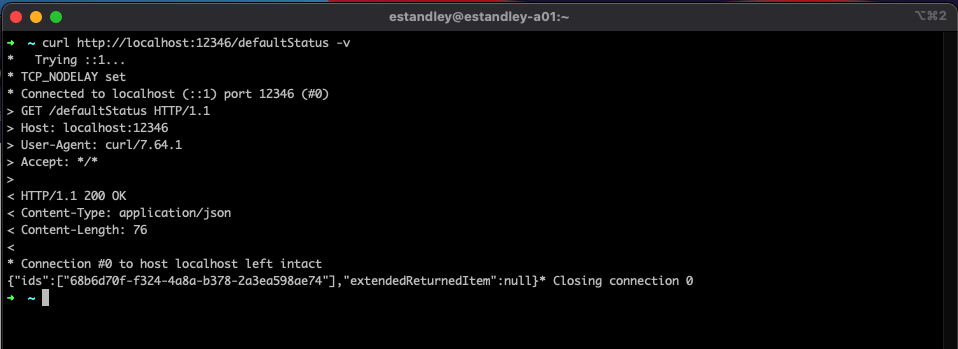 estandley@estandley-a01:~
⌥⌘2
➜ ~ curl http://localhost:12346/defaultStatus -v
* Trying ::1...
* TCP_NODELAY set
* Connected to localhost (::1) port 12346 (#0)
> GET /defaultStatus HTTP/1.1
> Host: localhost:12346
> User-Agent: curl/7.64.1
> Accept: */*
>
< HTTP/1.1 200 OK
< Content-Type: application/json
< Content-Length: 76
<
* Connection #0 to host localhost left intact
{"ids":["68b6d70f-f324-4a8a-b378-2a3ea598ae74"],"extendedReturnedItem":null}* Closing connection 0
➜ ~